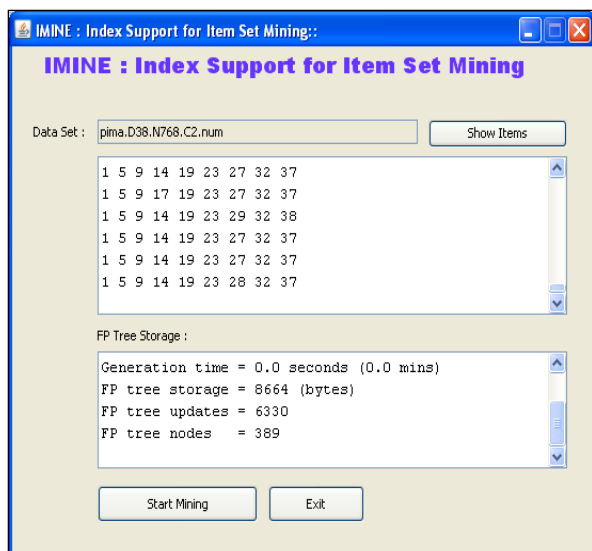 IMINE : Index Support for Item Set Mining::
IMINE : Index Support for Item Set Mining
Data Set : pima.D38.N768.C2.num Show Items
1 5 9 14 19 23 27 32 37
1 5 9 17 19 23 27 32 37
1 5 9 14 19 23 29 32 38
1 5 9 14 19 23 27 32 37
1 5 9 14 19 23 27 32 37
1 5 9 14 19 23 28 32 37
FP Tree Storage :
Generation time = 0.0 seconds (0.0 mins)
FP tree storage = 8664 (bytes)
FP tree updates = 6330
FP tree nodes = 389
Start Mining Exit